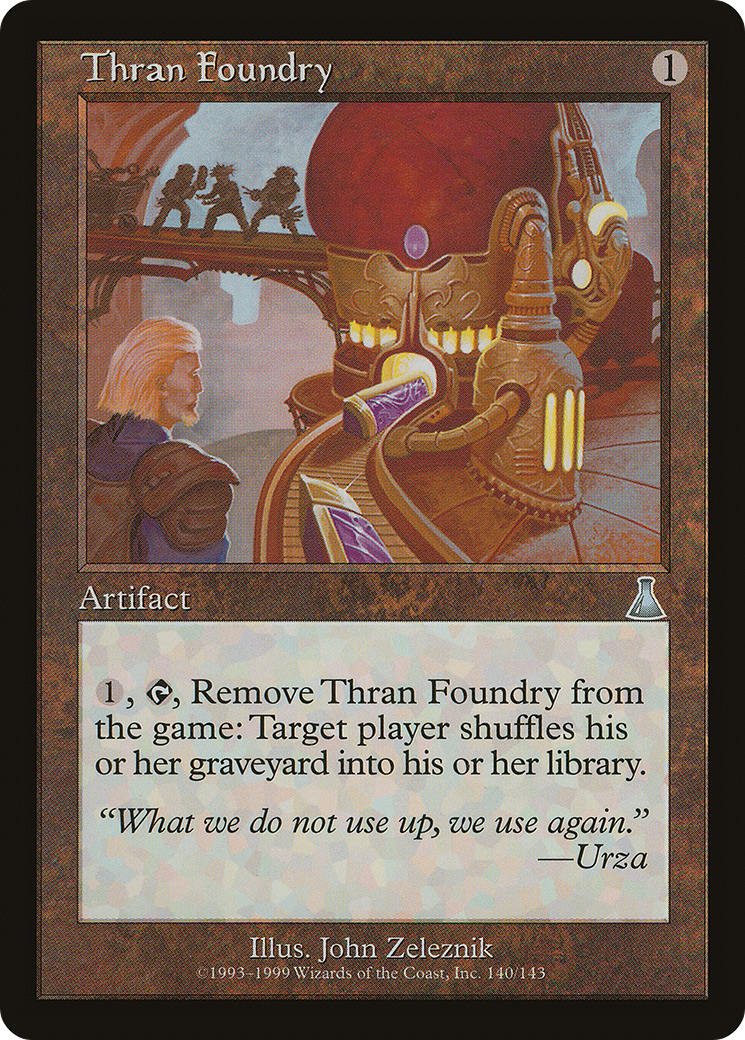 Thran Foundry 1
Artifact
1, Remove Thran Foundry from
the game: Target player shuffles his
or her graveyard into his or her library.
“What we do not use up, we use again.”
—Urza
Illus. John Zeleznik
©1993–1999 Wizards of the Coast, Inc. 140/143